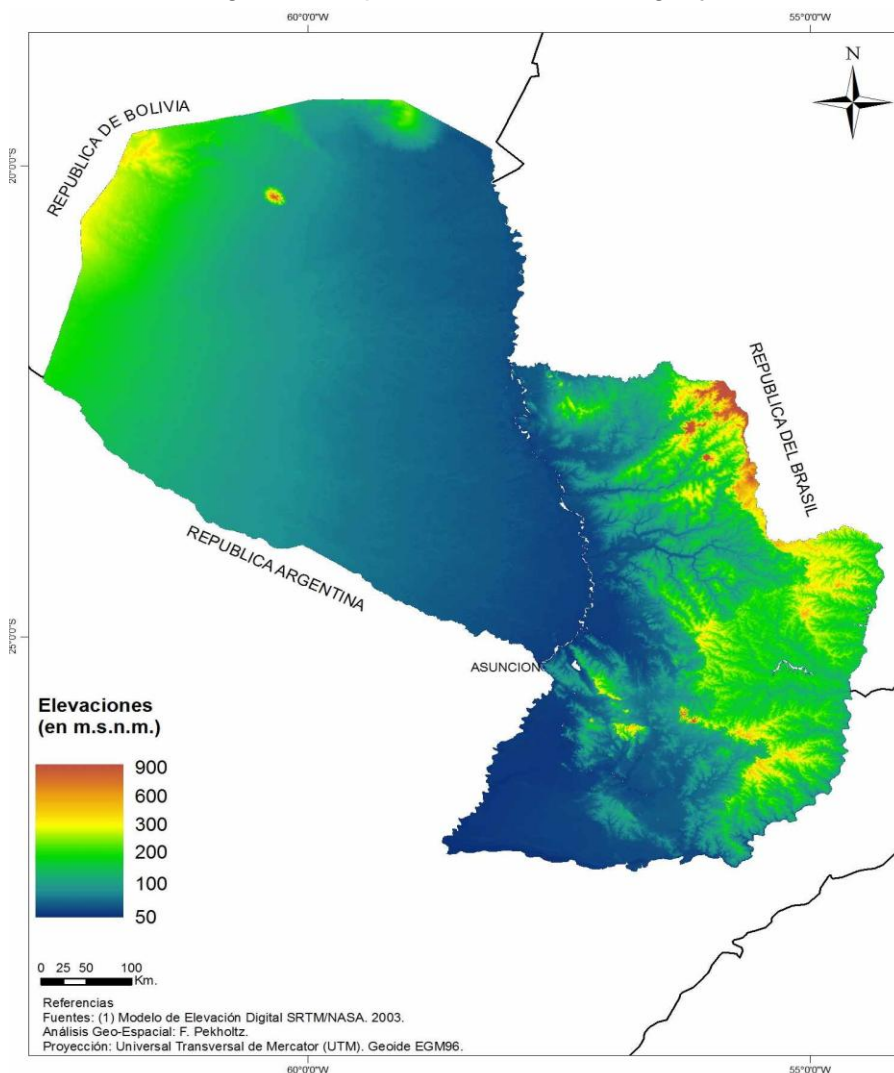 60°0'0"W
55°0'0"W
N
REPUBLICA DE BOLIVIA
20°0'0"S
REPUBLICA DEL BRASIL
REPUBLICA ARGENTINA
25°0'0"S
ASUNCION
Elevaciones
(en m.s.n.m.)
900
600
300
200
100
50
0 25 50 100
Km.
Referencias
Fuentes: (1) Modelo de Elevación Digital SRTM/NASA. 2003.
Análisis Geo-Espacial: F. Pekholtz.
Proyección: Universal Transversal de Mercator (UTM). Geoide EGM96.
60°0'0"W
55°0'0"W